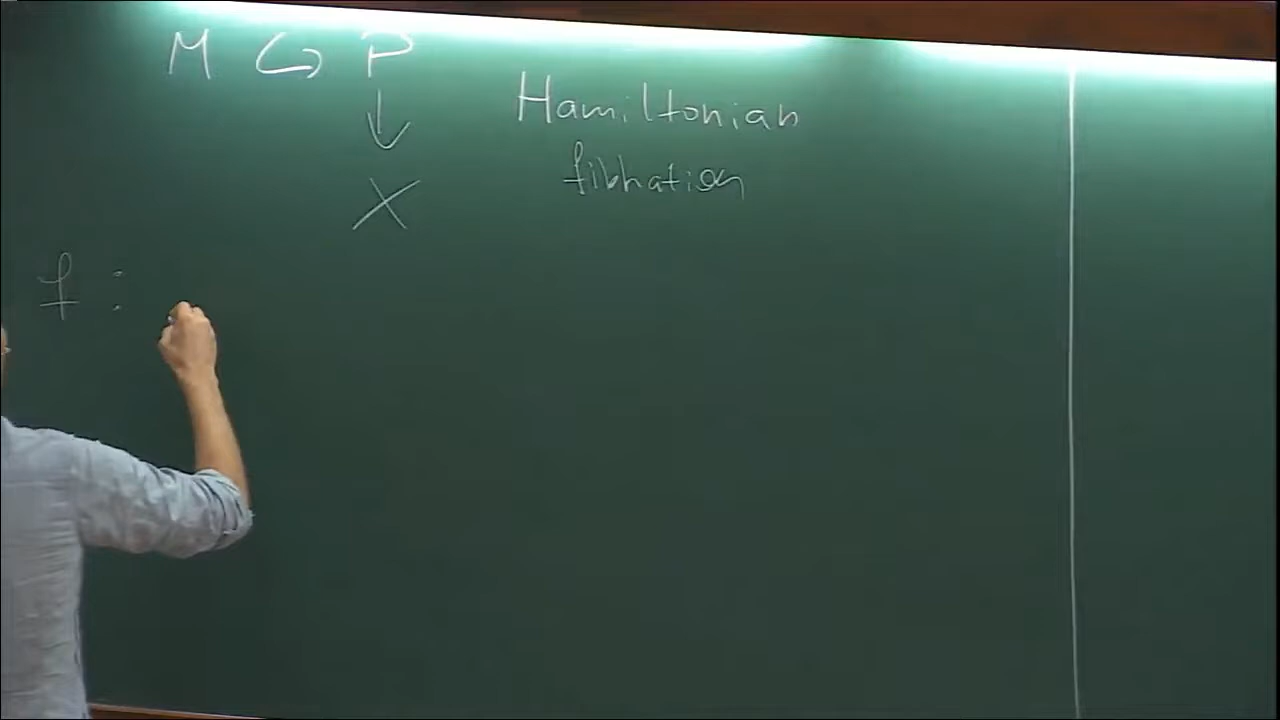 M ↪ P
↓
X
Hamiltonian
fibration
f :